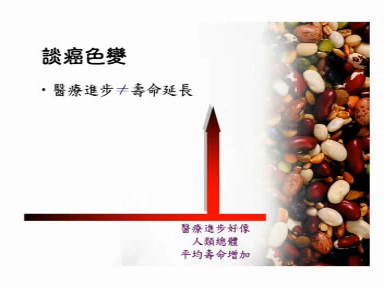 談癌色變
• 醫療進步≠壽命延長
醫療進步好像
人類總體
平均壽命增加